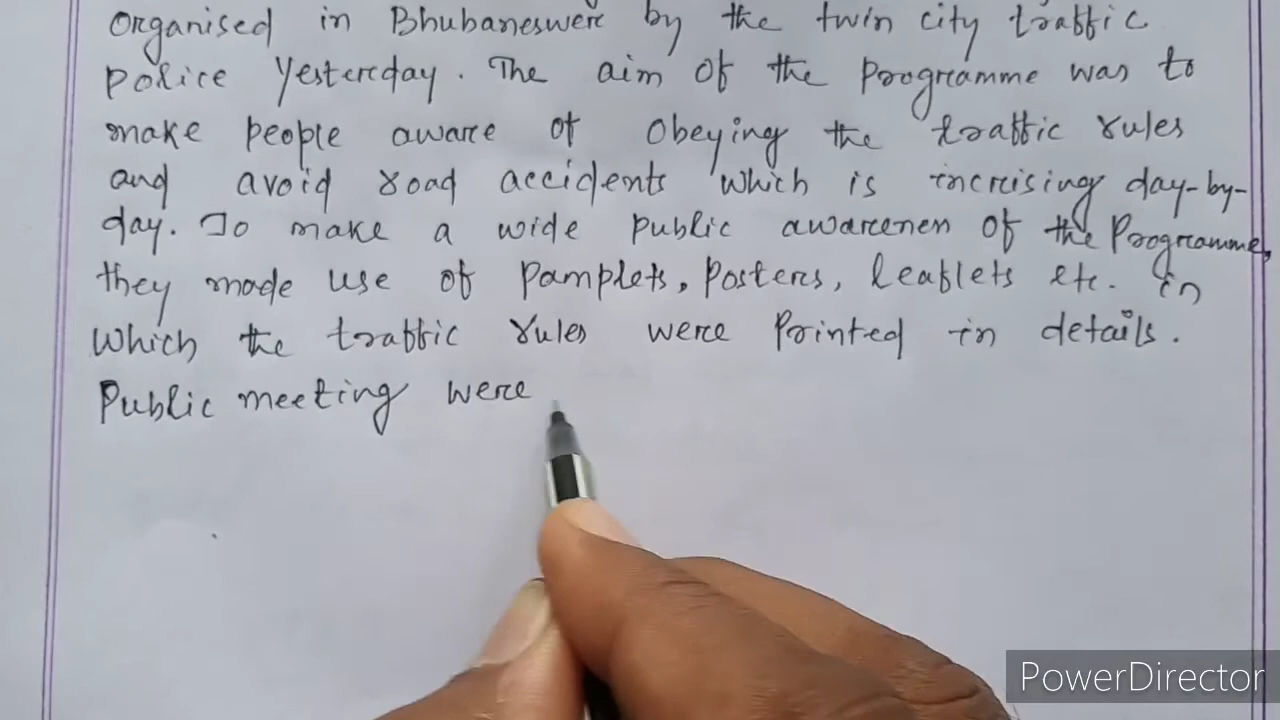 Organised in Bhubaneswer by the twin city traffic
police yesterday. The aim of the programme was to
make people aware of obeying the traffic rules
and avoid road accidents which is incrising day-by-
day. To make a wide public awareness of the Programme,
they made use of pamplets, posters, leaflets etc. in
which the traffic rules were printed in details.
Public meeting were
PowerDirector